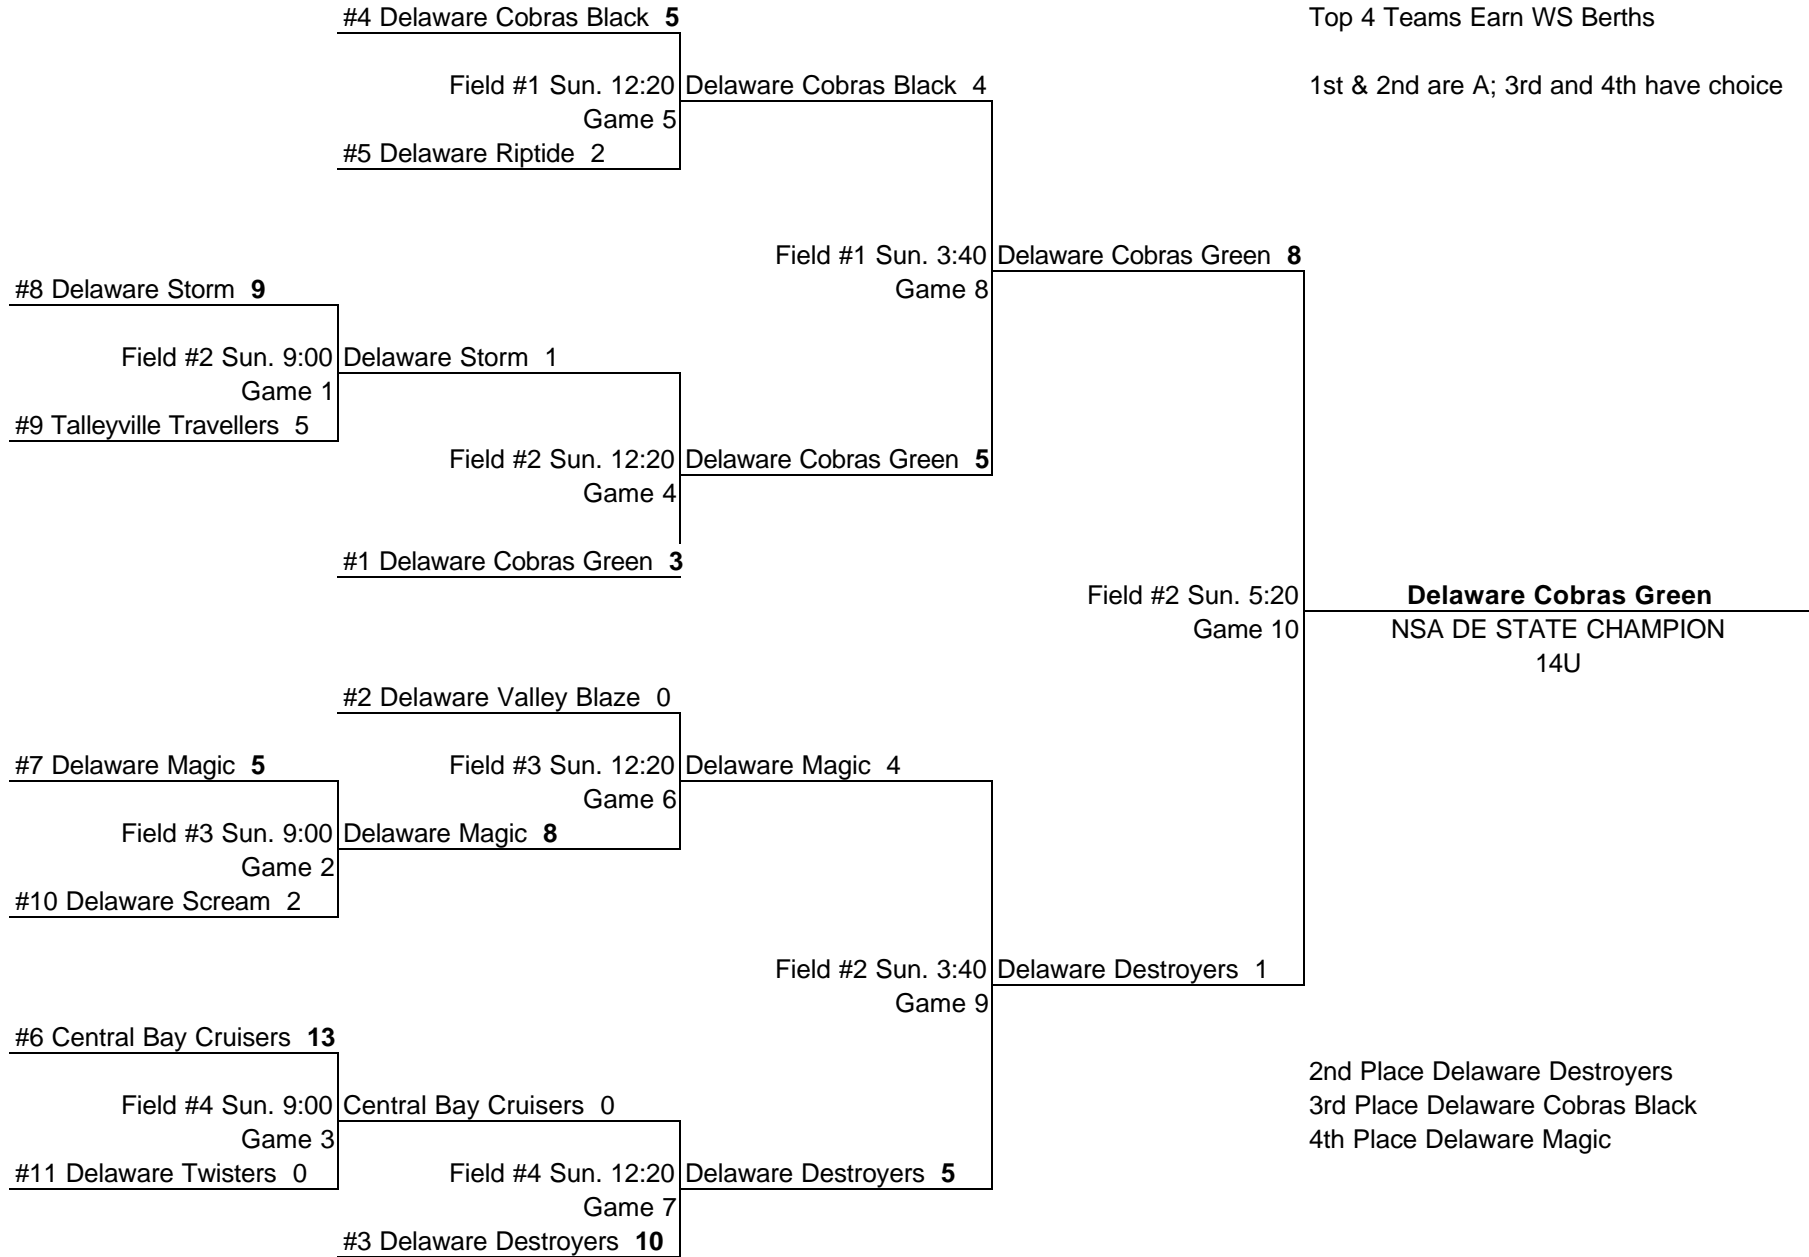 #4 Delaware Cobras Black 5
Top 4 Teams Earn WS Berths
Field #1 Sun. 12:20 Delaware Cobras Black 4
1st & 2nd are A; 3rd and 4th have choice
Game 5
#5 Delaware Riptide 2
Field #1 Sun. 3:40 Delaware Cobras Green 8
#8 Delaware Storm 9
Game 8
Field #2 Sun. 9:00 Delaware Storm 1
Game 1
#9 Talleyville Travellers 5
Field #2 Sun. 12:20 Delaware Cobras Green 5
Game 4
#1 Delaware Cobras Green 3
Field #2 Sun. 5:20 Delaware Cobras Green
Game 10
NSA DE STATE CHAMPION
14U
#2 Delaware Valley Blaze 0
#7 Delaware Magic 5
Field #3 Sun. 12:20 Delaware Magic 4
Game 6
Field #3 Sun. 9:00 Delaware Magic 8
Game 2
#10 Delaware Scream 2
Field #2 Sun. 3:40 Delaware Destroyers 1
Game 9
#6 Central Bay Cruisers 13
2nd Place Delaware Destroyers
Field #4 Sun. 9:00 Central Bay Cruisers 0
3rd Place Delaware Cobras Black
Game 3
4th Place Delaware Magic
#11 Delaware Twisters 0
Field #4 Sun. 12:20 Delaware Destroyers 5
Game 7
#3 Delaware Destroyers 10